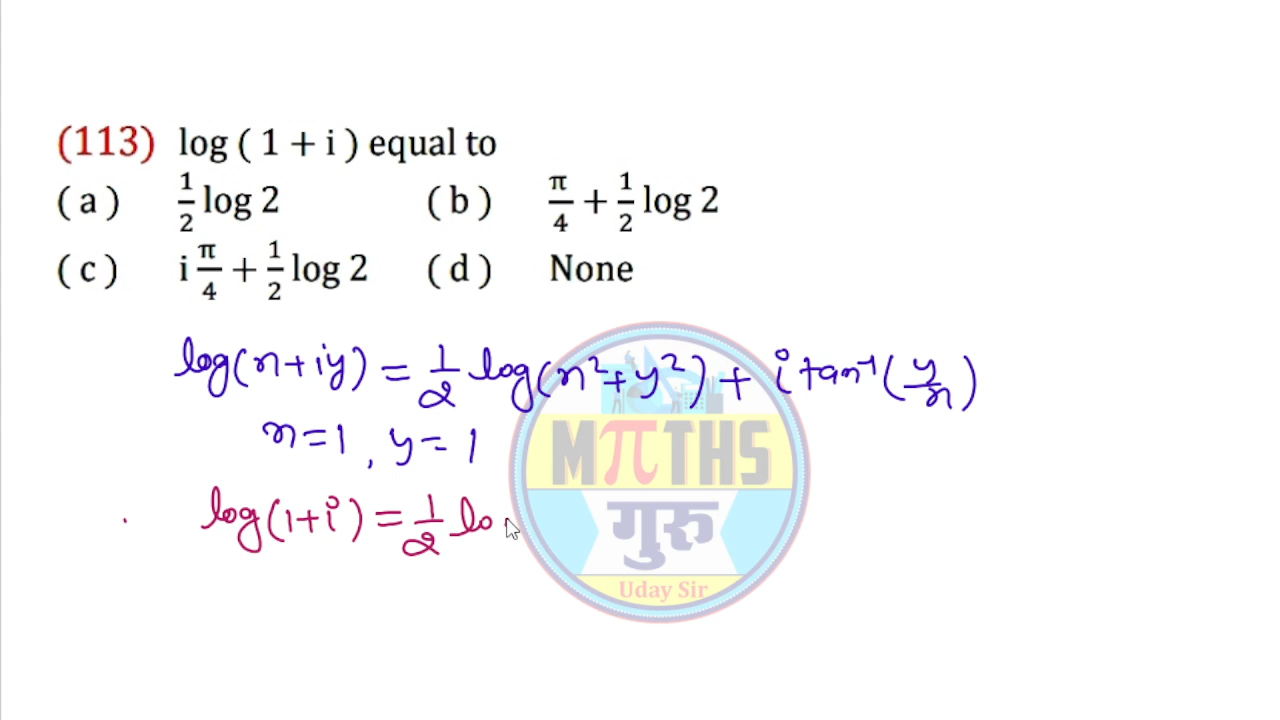 (113) log ( 1 + i ) equal to
( a ) 1/2 log 2 ( b ) π/4 + 1/2 log 2
( c ) i π/4 + 1/2 log 2 ( d ) None
log(x+iy) = 1/2 log(x²+y²) + i tan⁻¹(y/x)
x=1, y=1
log(1+i) = 1/2 lo
MπTHS
गुरु
Uday Sir